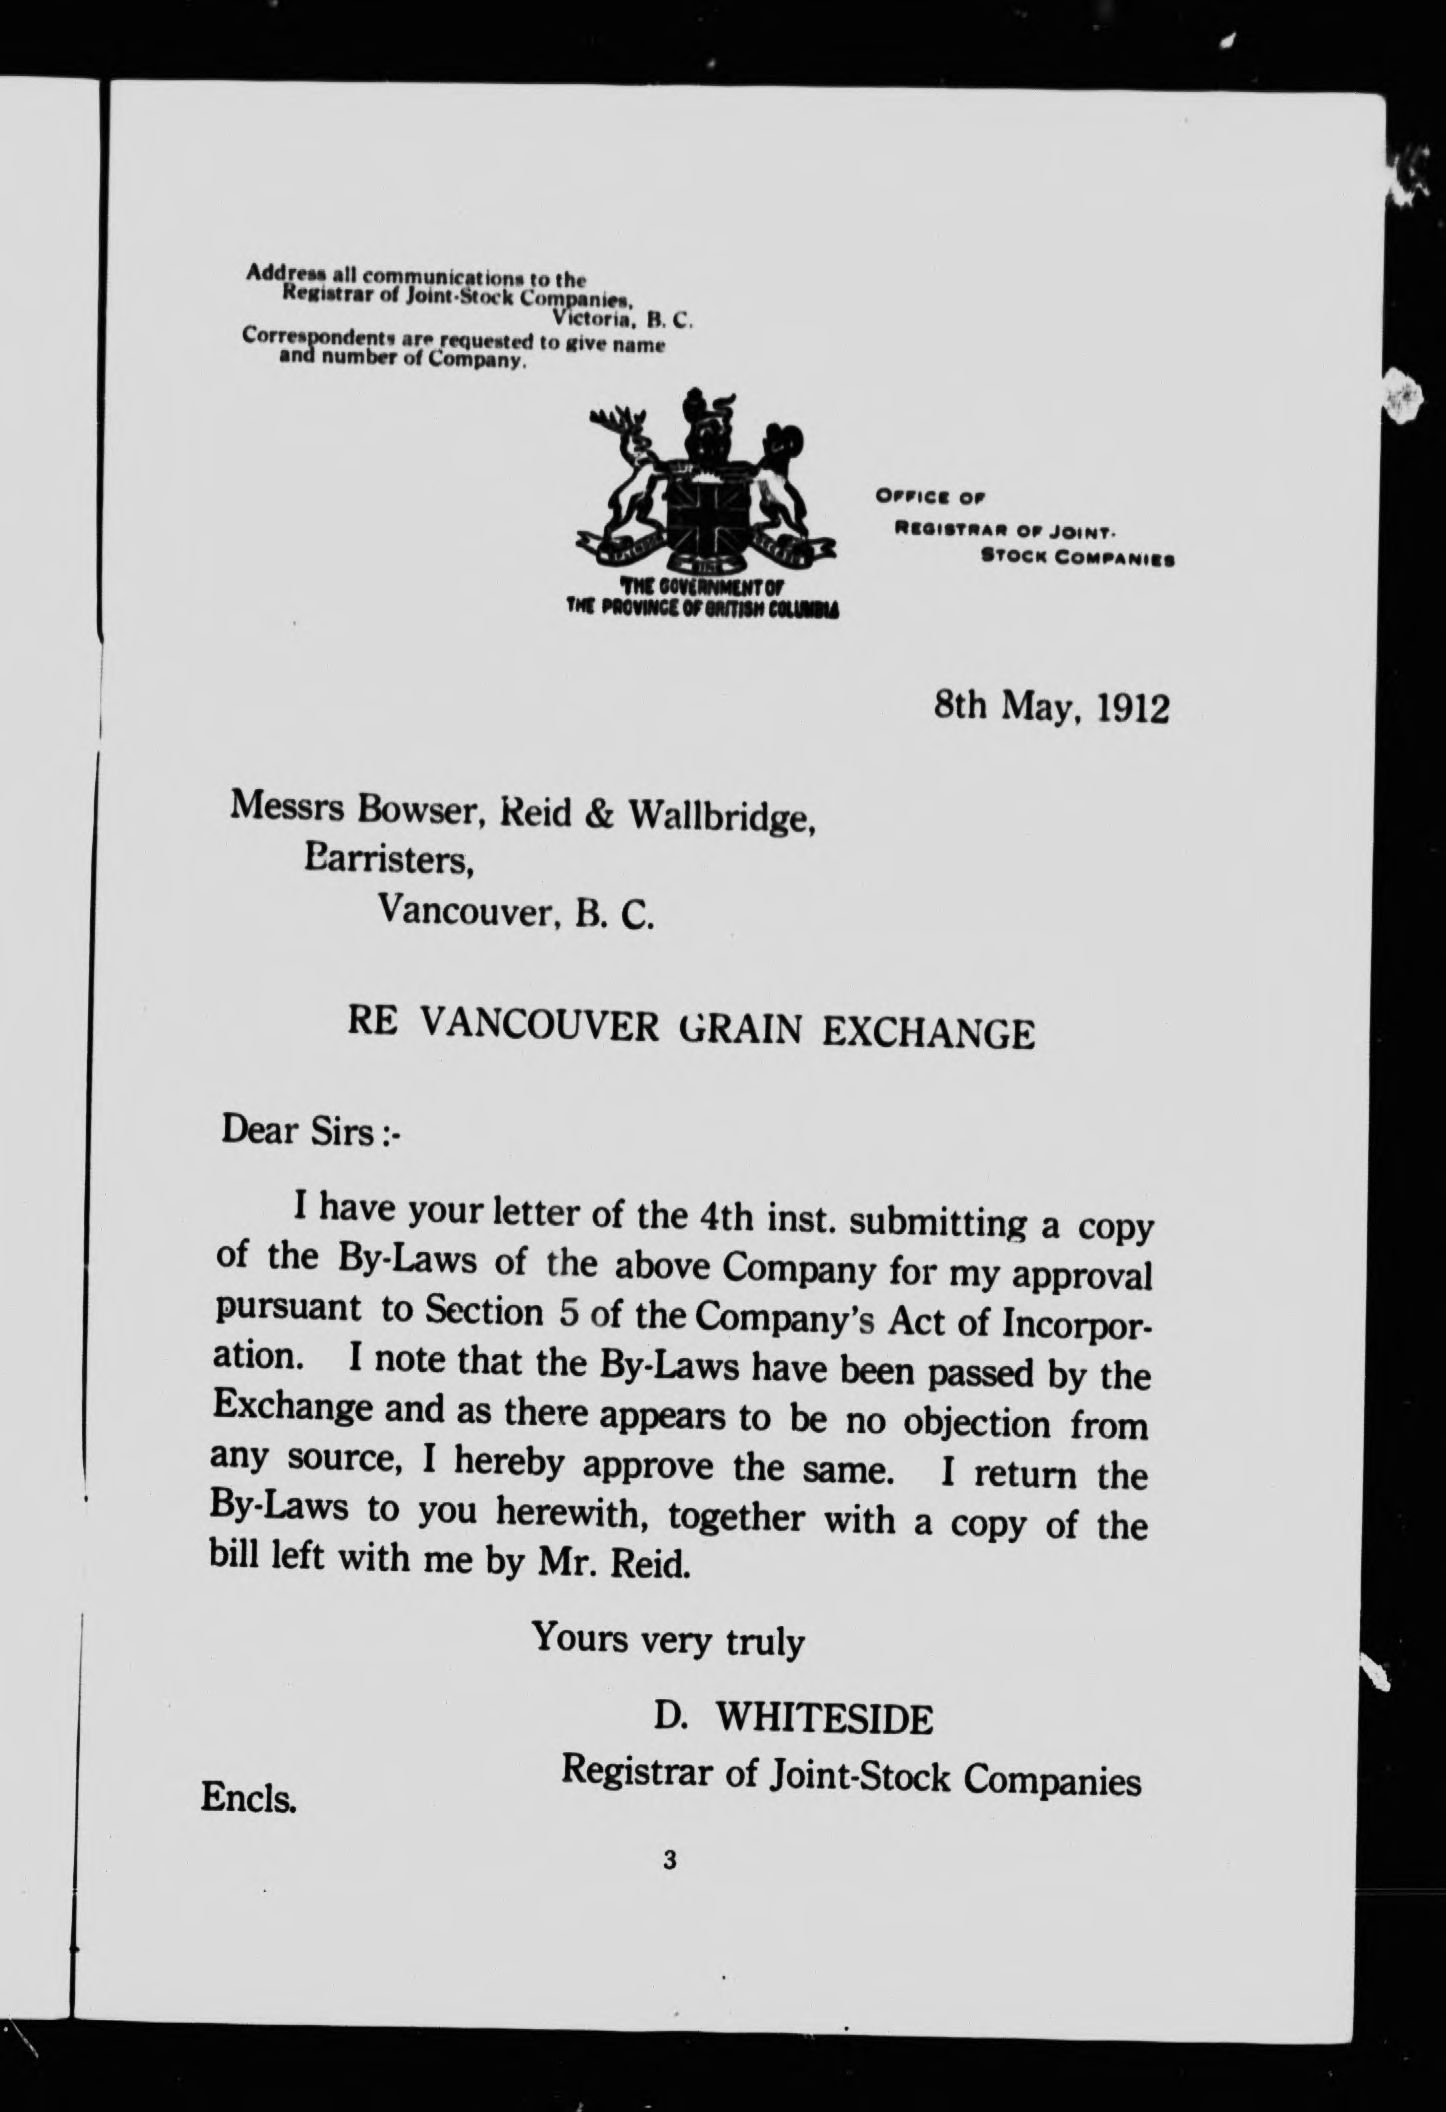 Address all communications to the
Registrar of Joint-Stock Companies,
Victoria, B. C.
Correspondents are requested to give name
and number of Company.
OFFICE OF
REGISTRAR OF JOINT-
STOCK COMPANIES
THE GOVERNMENT OF
THE PROVINCE OF BRITISH COLUMBIA
8th May, 1912
Messrs Bowser, Reid & Wallbridge,
Barristers,
Vancouver, B. C.
RE VANCOUVER GRAIN EXCHANGE
Dear Sirs :-
I have your letter of the 4th inst. submitting a copy
of the By-Laws of the above Company for my approval
pursuant to Section 5 of the Company's Act of Incorpor-
ation. I note that the By-Laws have been passed by the
Exchange and as there appears to be no objection from
any source, I hereby approve the same. I return the
By-Laws to you herewith, together with a copy of the
bill left with me by Mr. Reid.
Yours very truly
D. WHITESIDE
Registrar of Joint-Stock Companies
Encls.
3